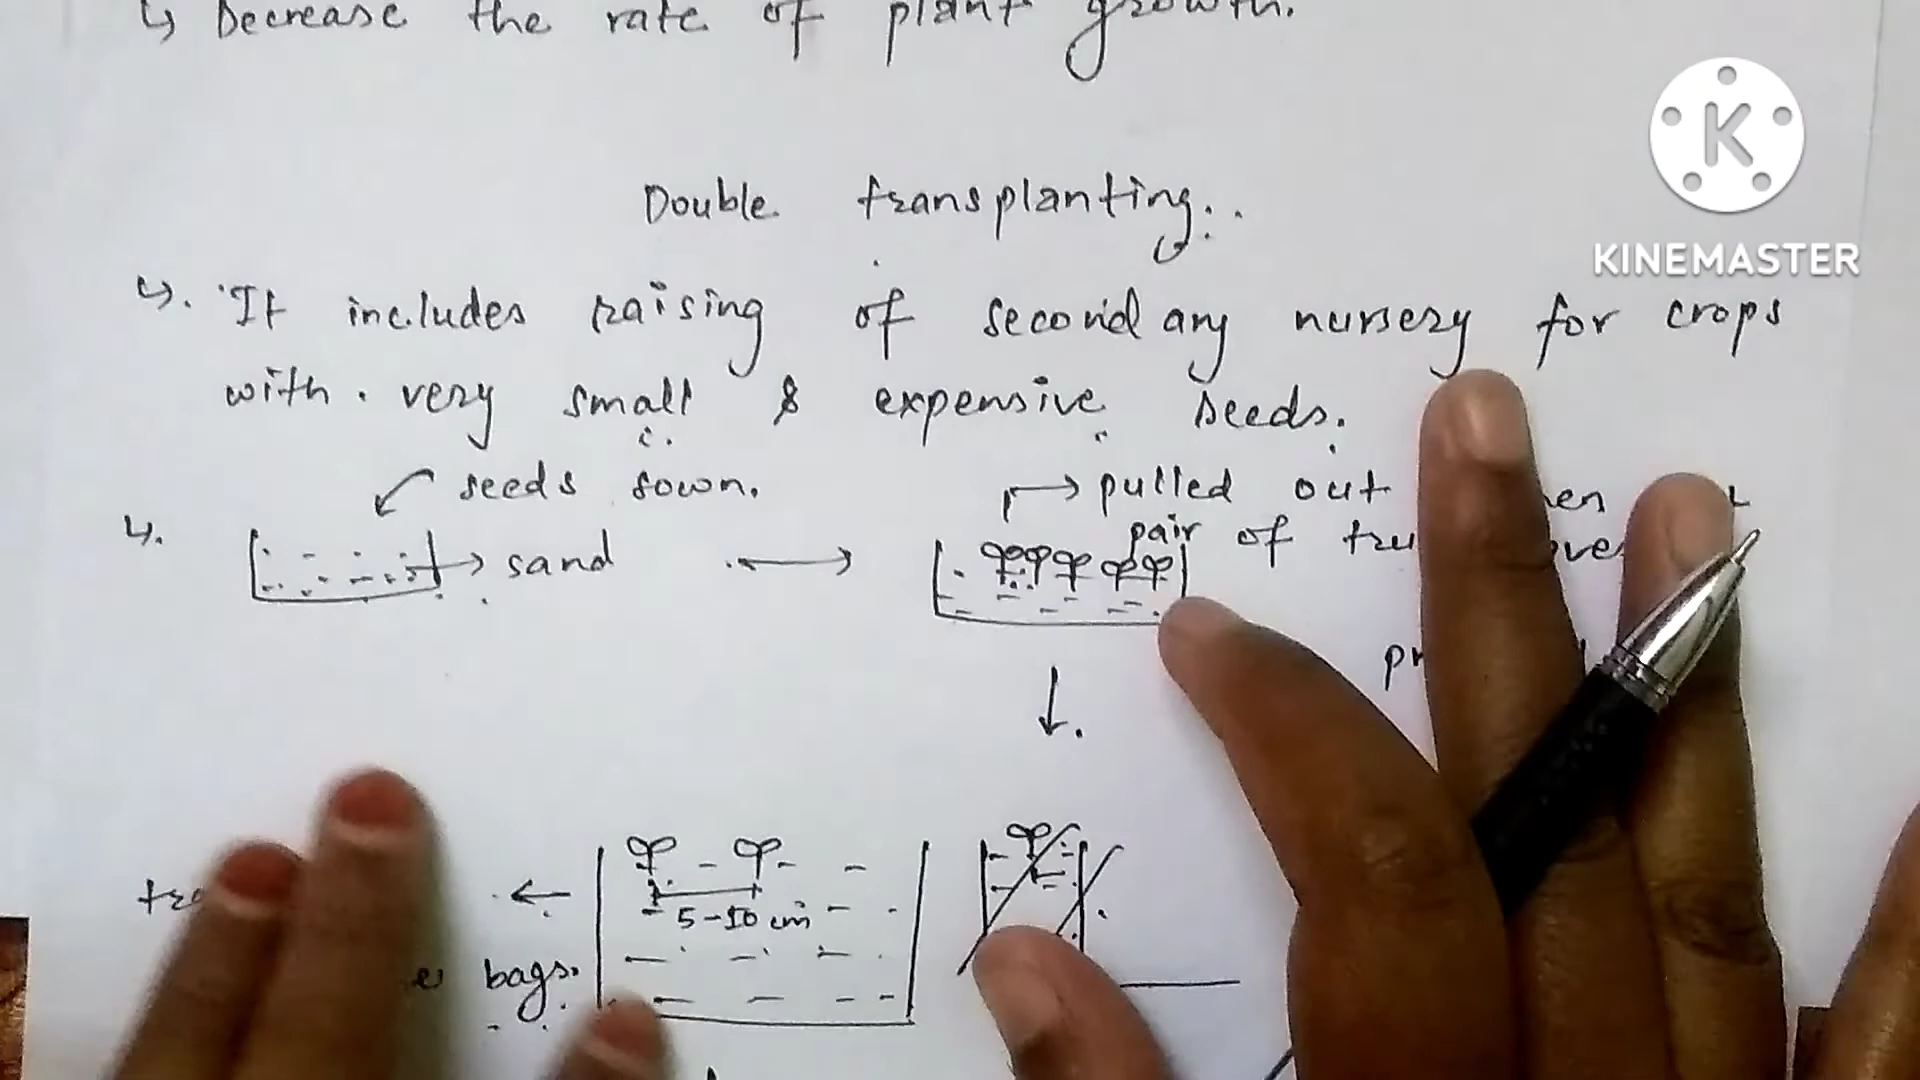 ↳ Decrease the rate of plant growth.
Double transplanting.
↳ It includes raising of secondary nursery for crops
with very small & expensive seeds.
seeds sown.
→ sand
→ pulled out
pair of
5-10 cm
bags.
K
KINEMASTER